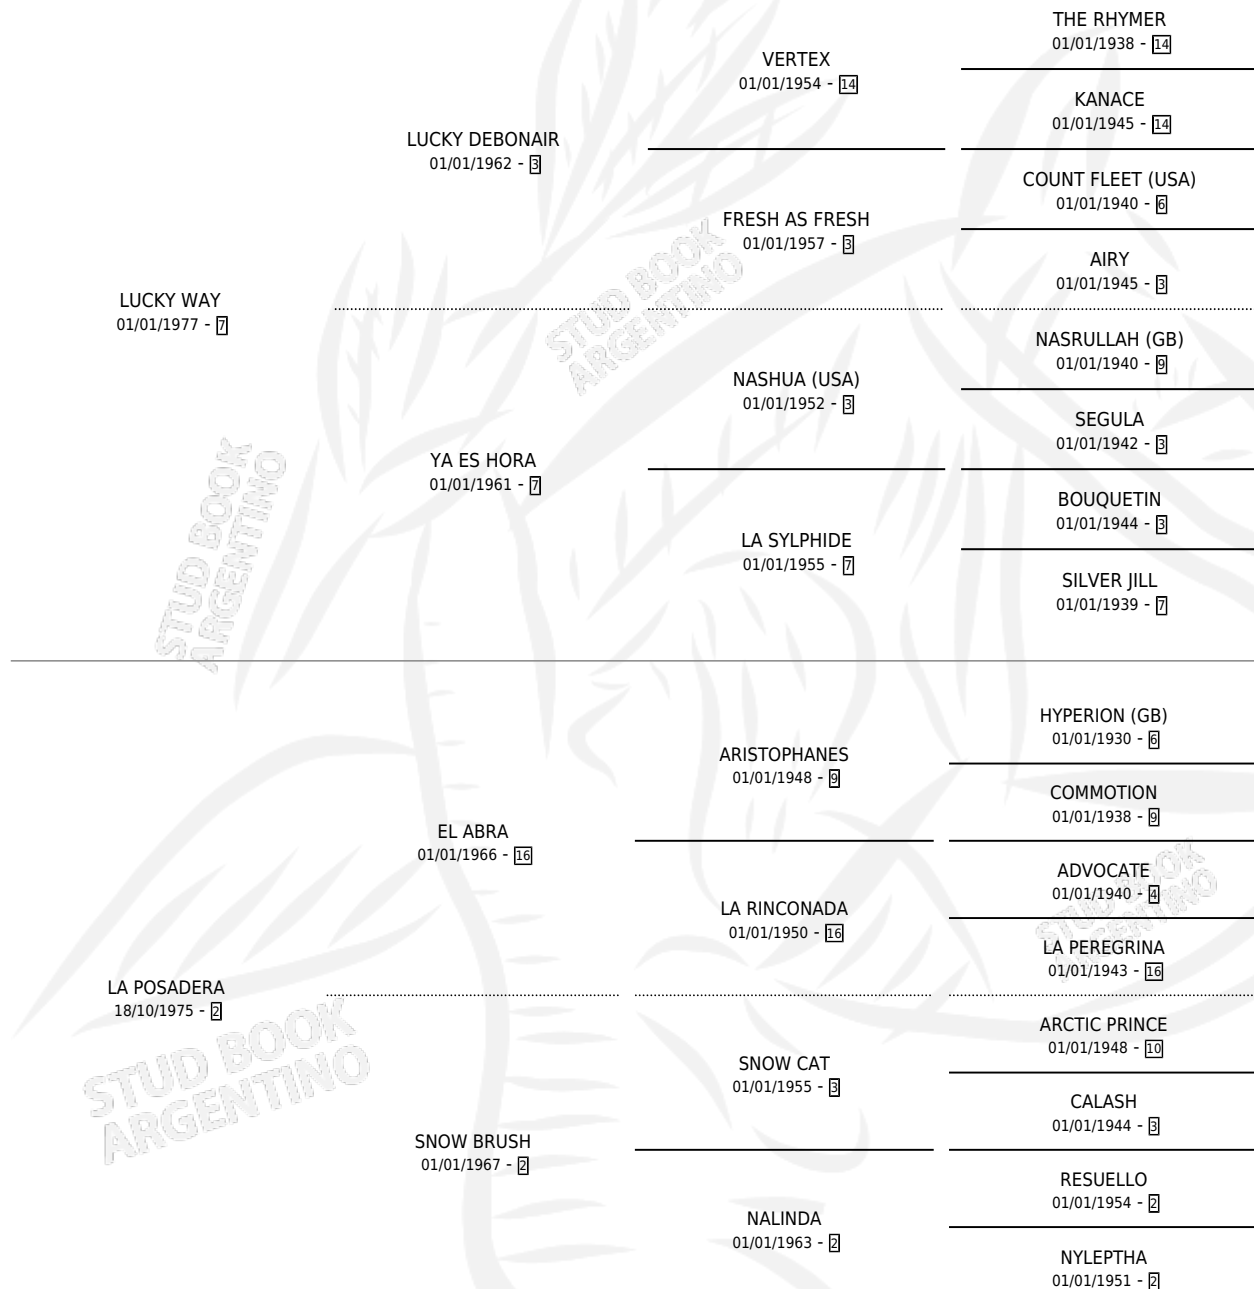 THE RHYMER
01/01/1938 - 14
VERTEX
01/01/1954 - 14
KANACE
01/01/1945 - 14
LUCKY DEBONAIR
01/01/1962 - 3
COUNT FLEET (USA)
01/01/1940 - 6
FRESH AS FRESH
01/01/1957 - 3
AIRY
01/01/1945 - 3
LUCKY WAY
01/01/1977 - 7
NASRULLAH (GB)
01/01/1940 - 9
NASHUA (USA)
01/01/1952 - 3
SEGULA
01/01/1942 - 3
YA ES HORA
01/01/1961 - 7
BOUQUETIN
01/01/1944 - 3
LA SYLPHIDE
01/01/1955 - 7
SILVER JILL
01/01/1939 - 7
HYPERION (GB)
01/01/1930 - 6
ARISTOPHANES
01/01/1948 - 9
COMMOTION
01/01/1938 - 9
EL ABRA
01/01/1966 - 16
ADVOCATE
01/01/1940 - 4
LA RINCONADA
01/01/1950 - 16
LA PEREGRINA
01/01/1943 - 16
LA POSADERA
18/10/1975 - 2
ARCTIC PRINCE
01/01/1948 - 10
SNOW CAT
01/01/1955 - 3
CALASH
01/01/1944 - 3
SNOW BRUSH
01/01/1967 - 2
RESUELLO
01/01/1954 - 2
NALINDA
01/01/1963 - 2
NYLEPTHA
01/01/1951 - 2
STUD BOOK
ARGENTINO
STUD BOOK
ARGENTINO
STUD BOOK
ARGENTINO
STUD BOOK
ARGENTINO